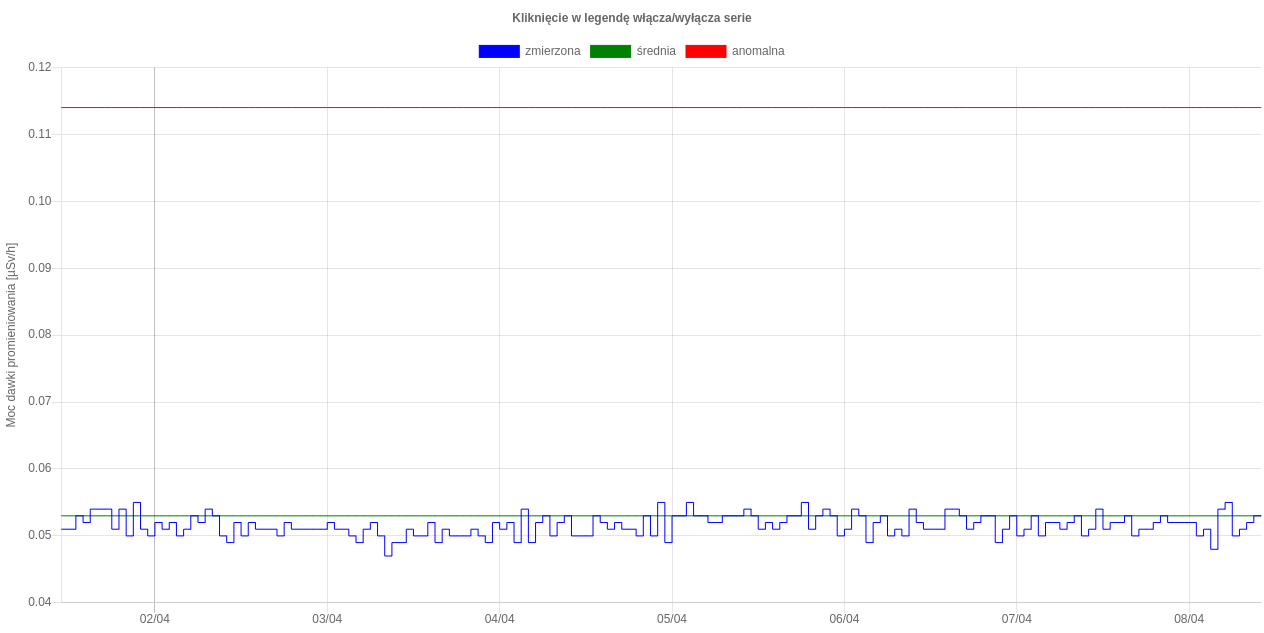 Kliknięcie w legendę włącza/wyłącza serie
zmierzona średnia anomalna
Moc dawki promieniowania [µSv/h]
0.12
0.11
0.10
0.09
0.08
0.07
0.06
0.05
0.04
02/04 03/04 04/04 05/04 06/04 07/04 08/04